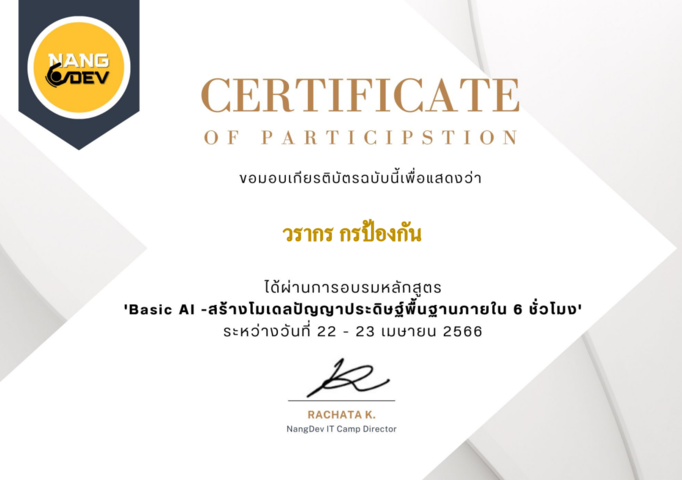 NANG
DEV
CERTIFICATE
OF PARTICIPSTION
ขอมอบเกียรติบัตรฉบับนี้เพื่อแสดงว่า
วรากร กรป้องกัน
ได้ผ่านการอบรมหลักสูตร
'Basic AI -สร้างโมเดลปัญญาประดิษฐ์พื้นฐานภายใน 6 ชั่วโมง'
ระหว่างวันที่ 22 - 23 เมษายน 2566
RACHATA K.
NangDev IT Camp Director